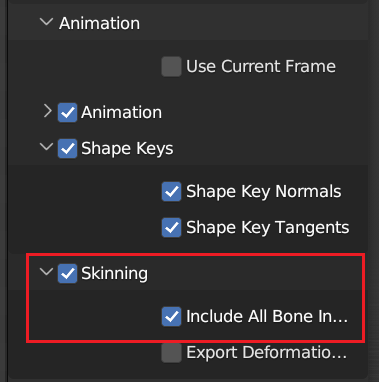 Animation
Use Current Frame
Animation
Shape Keys
Shape Key Normals
Shape Key Tangents
Skinning
Include All Bone In...
Export Deformatio...